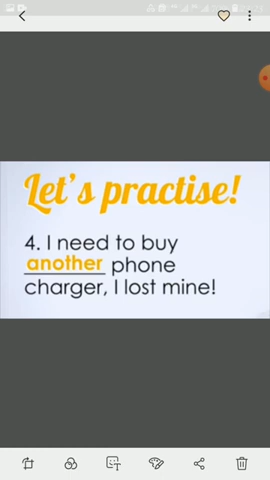 Let's practise!
4. I need to buy
another phone
charger, I lost mine!